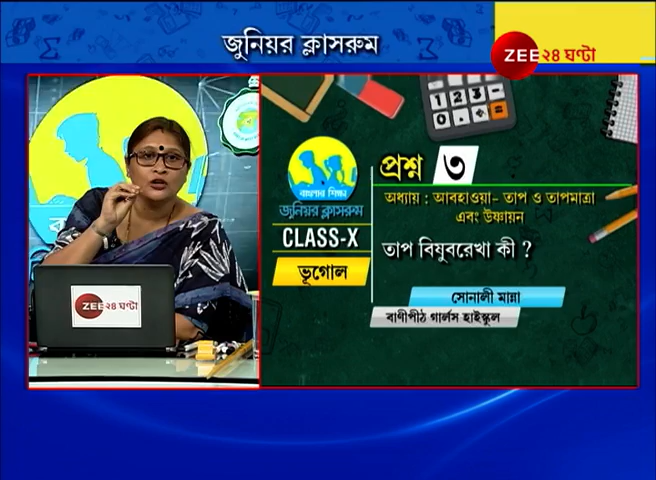 জুনিয়র ক্লাসরুম
ZEE ২৪ ঘণ্টা
প্রশ্ন ৩
অধ্যায় : আবহাওয়া- তাপ ও তাপমাত্রা
এবং উষ্ণায়ন
বাংলার শিক্ষা
জুনিয়র ক্লাসরুম
CLASS-X
ভূগোল
তাপ বিষুবরেখা কী ?
সোনালী মান্না
বাণীপীঠ গার্লস হাইস্কুল
ZEE ২৪ ঘণ্টা